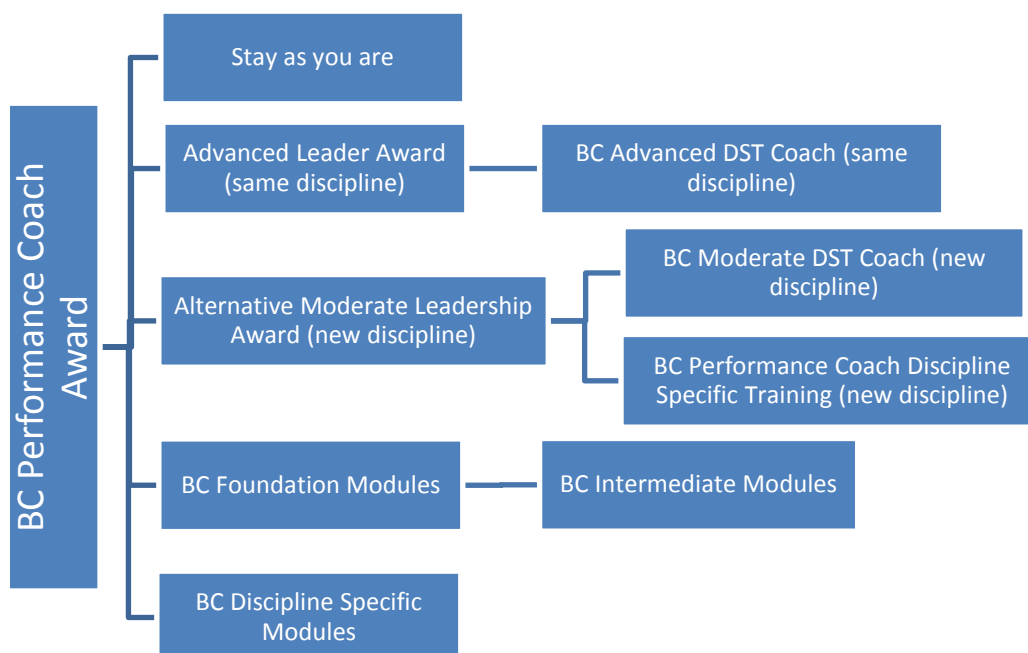 BC Performance Coach
Award
Stay as you are
Advanced Leader Award
(same discipline)
BC Advanced DST Coach (same
discipline)
Alternative Moderate Leadership
Award (new discipline)
BC Moderate DST Coach (new
discipline)
BC Performance Coach Discipline
Specific Training (new discipline)
BC Foundation Modules
BC Intermediate Modules
BC Discipline Specific
Modules